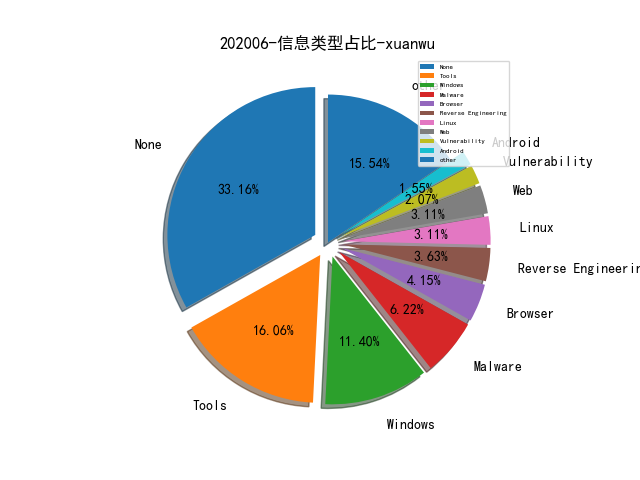 202006-信息类型占比-xuanwu
None
Tools
Windows
Malware
Browser
Reverse Engineering
Linux
Web
Vulnerability
Android
other
other
Android
Vulnerability
Web
Linux
Reverse Engineerin
Browser
Malware
Windows
Tools
None
33.16%
16.06%
11.40%
6.22%
4.15%
3.63%
3.11%
3.11%
2.07%
1.55%
15.54%